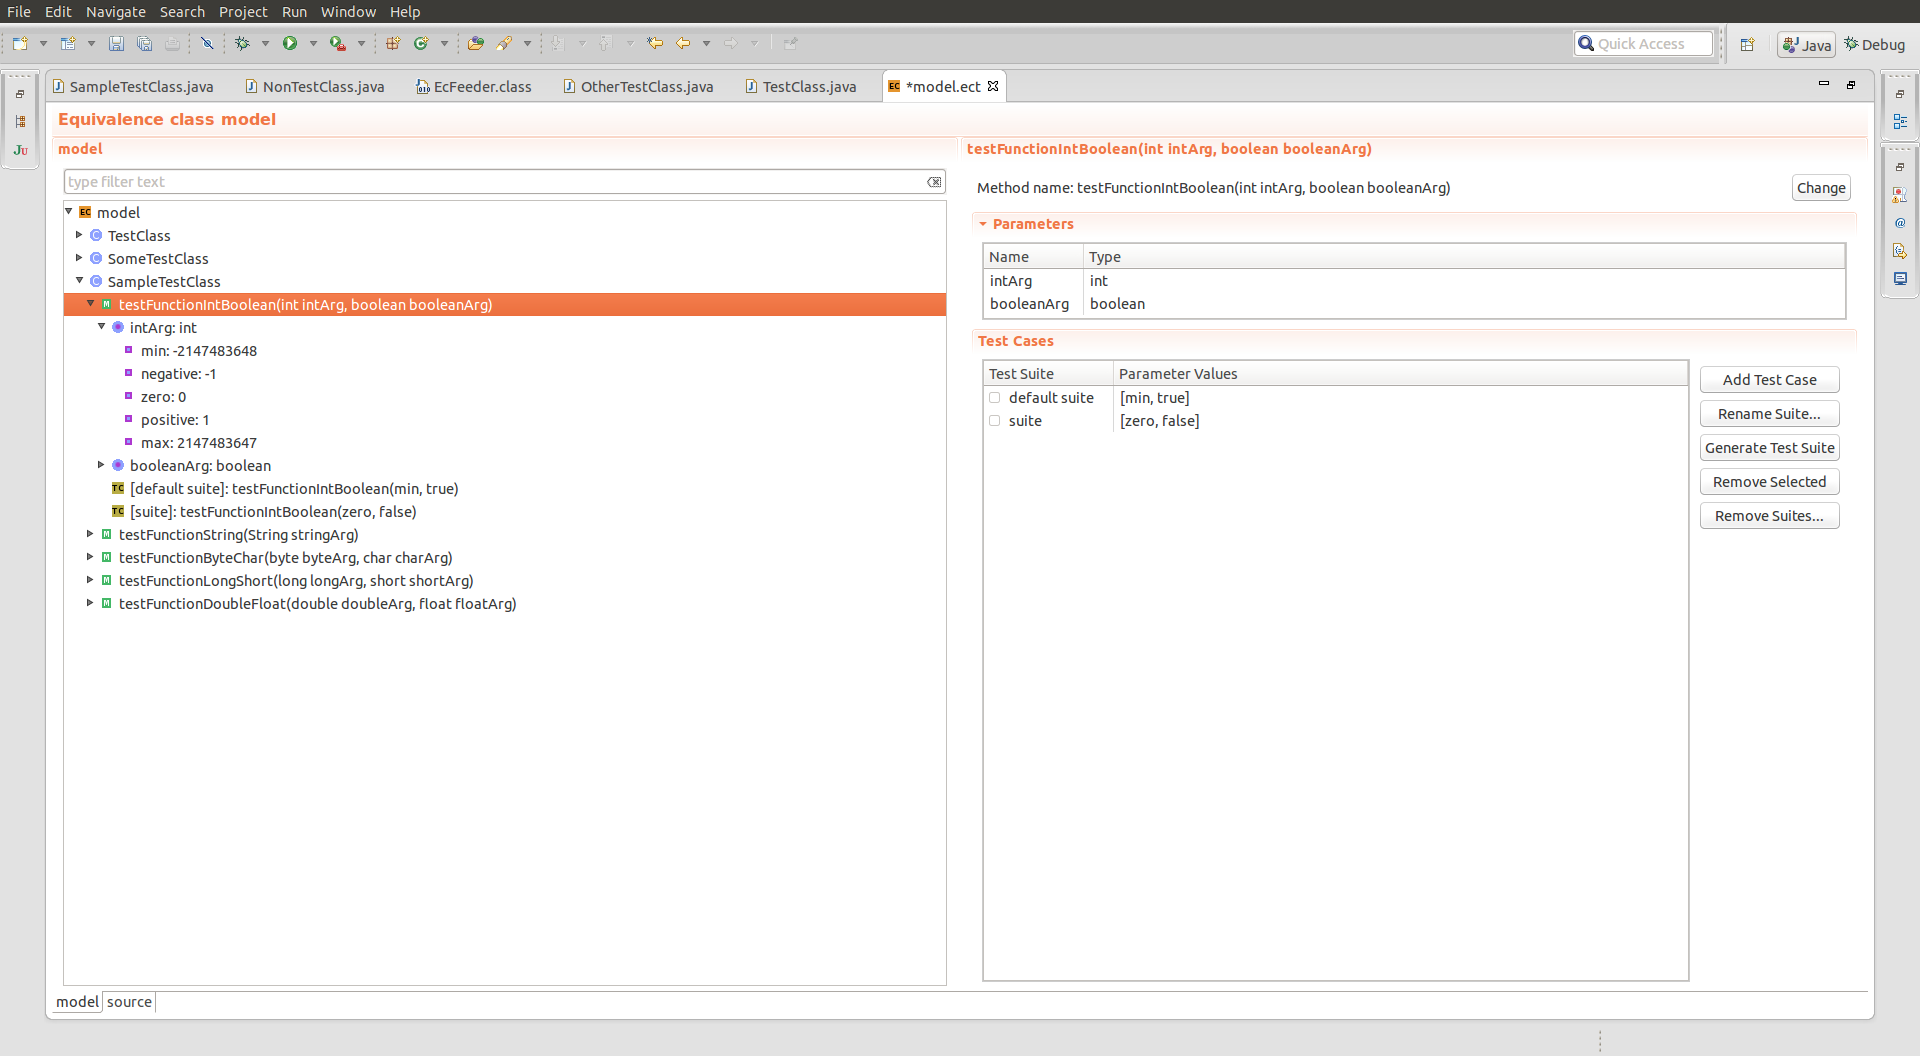 File Edit Navigate Search Project Run Window Help
Quick Access Java Debug
SampleTestClass.java NonTestClass.java EcFeeder.class OtherTestClass.java TestClass.java *model.ect
Equivalence class model
model
type filter text
model
TestClass
SomeTestClass
SampleTestClass
testFunctionIntBoolean(int intArg, boolean booleanArg)
intArg: int
min: -2147483648
negative: -1
zero: 0
positive: 1
max: 2147483647
booleanArg: boolean
[default suite]: testFunctionIntBoolean(min, true)
[suite]: testFunctionIntBoolean(zero, false)
testFunctionString(String stringArg)
testFunctionByteChar(byte byteArg, char charArg)
testFunctionLongShort(long longArg, short shortArg)
testFunctionDoubleFloat(double doubleArg, float floatArg)
testFunctionIntBoolean(int intArg, boolean booleanArg)
Method name: testFunctionIntBoolean(int intArg, boolean booleanArg) Change
Parameters
Name Type
intArg int
booleanArg boolean
Test Cases
Test Suite Parameter Values
default suite [min, true]
suite [zero, false]
Add Test Case
Rename Suite...
Generate Test Suite
Remove Selected
Remove Suites...
model source